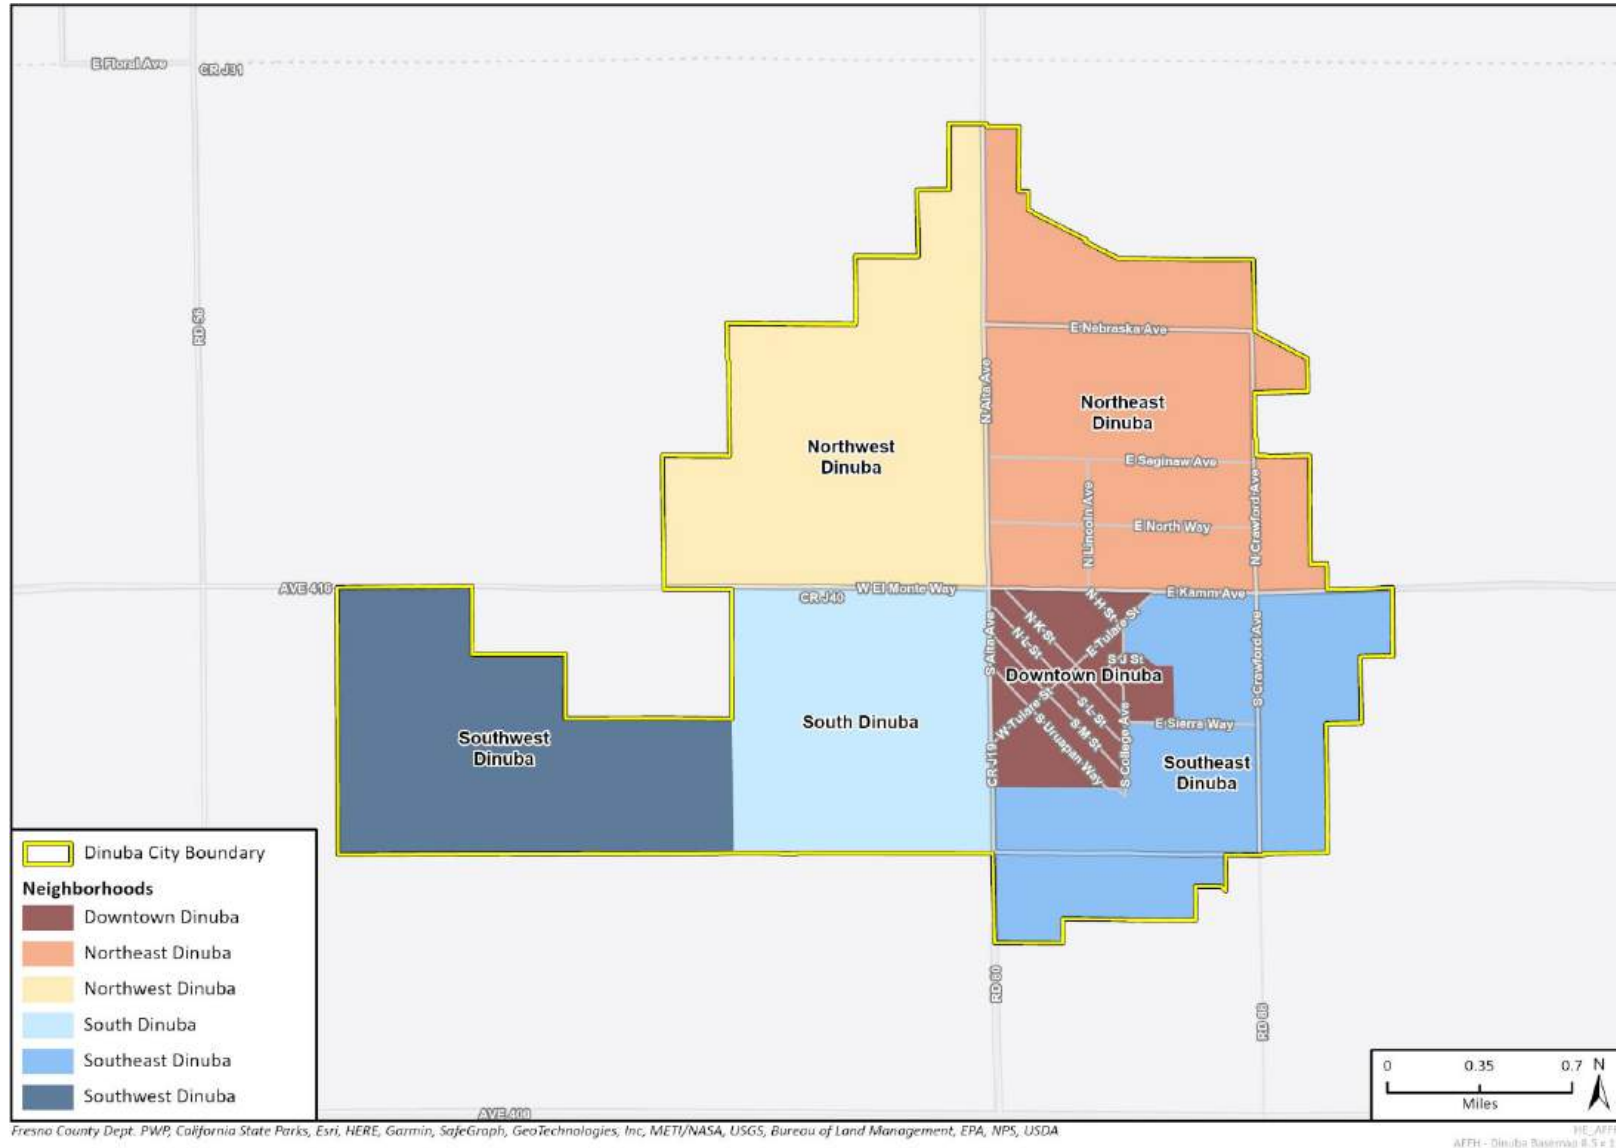 E Floral Ave
CR J31
RD 56
E Nebraska Ave
N Alta Ave
Northeast
Dinuba
Northwest
Dinuba
E Saginaw Ave
N Lincoln Ave
N Crawford Ave
E North Way
AVE 416
W El Monte Way
CR J40
E Kamm Ave
N H St
N K St
E Tulare St
N L St
S Alta Ave
S Crawford Ave
S J St
Downtown Dinuba
South Dinuba
W Tulare St
S L St
S M St
S Uruapan Way
S College Ave
E Sierra Way
CR J19
Southwest
Dinuba
Southeast
Dinuba
RD 80
RD 88
AVE 400
Dinuba City Boundary
Neighborhoods
Downtown Dinuba
Northeast Dinuba
Northwest Dinuba
South Dinuba
Southeast Dinuba
Southwest Dinuba
0 0.35 0.7 N
Miles
Fresno County Dept. PWP, California State Parks, Esri, HERE, Garmin, SafeGraph, GeoTechnologies, Inc, METI/NASA, USGS, Bureau of Land Management, EPA, NPS, USDA
AFFH - Dinuba Basemap